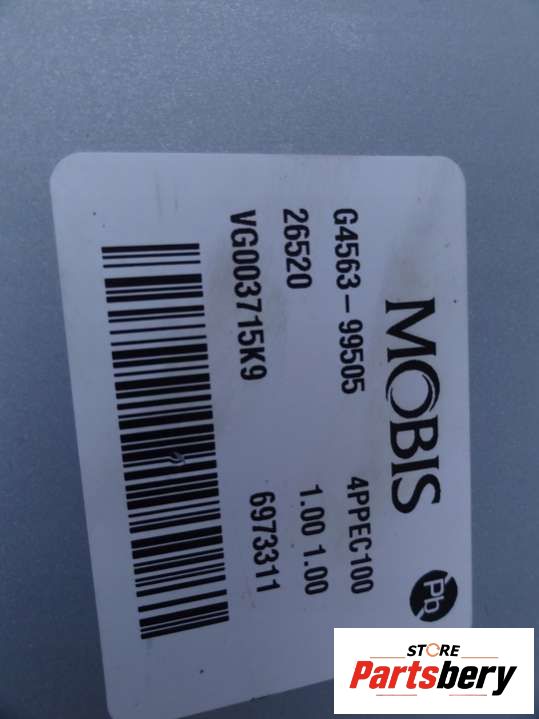 MOBIS
Pb
G4563-99505 4PPEC100
26520 1.00 1.00
VG003715K9 6973311
STORE
Partsbery